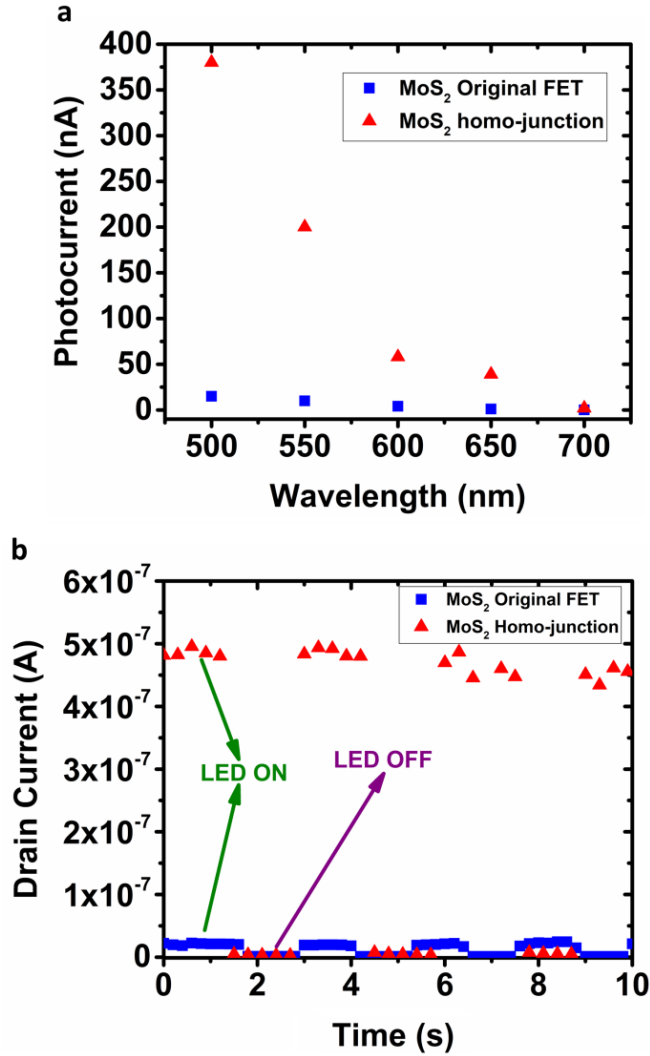 a
400
350
300
250
200
150
100
50
0
Photocurrent (nA)
MoS₂ Original FET
MoS₂ homo-junction
500 550 600 650 700
Wavelength (nm)
b
6x10⁻⁷
5x10⁻⁷
4x10⁻⁷
3x10⁻⁷
2x10⁻⁷
1x10⁻⁷
0
Drain Current (A)
MoS₂ Original FET
MoS₂ Homo-junction
LED ON
LED OFF
0 2 4 6 8 10
Time (s)